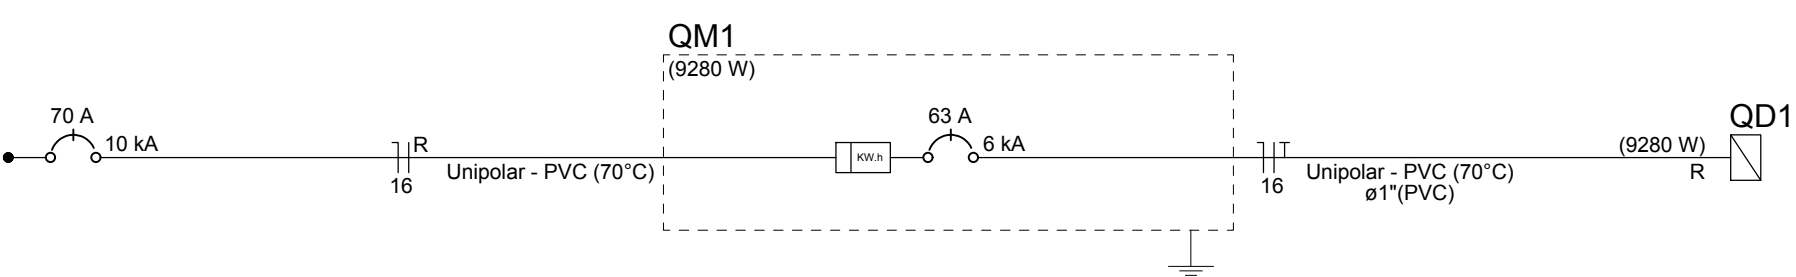 QM1
(9280 W)
70 A
10 kA
R
16
Unipolar - PVC (70°C)
KW.h
63 A
6 kA
16
Unipolar - PVC (70°C)
ø1"(PVC)
(9280 W)
R
QD1